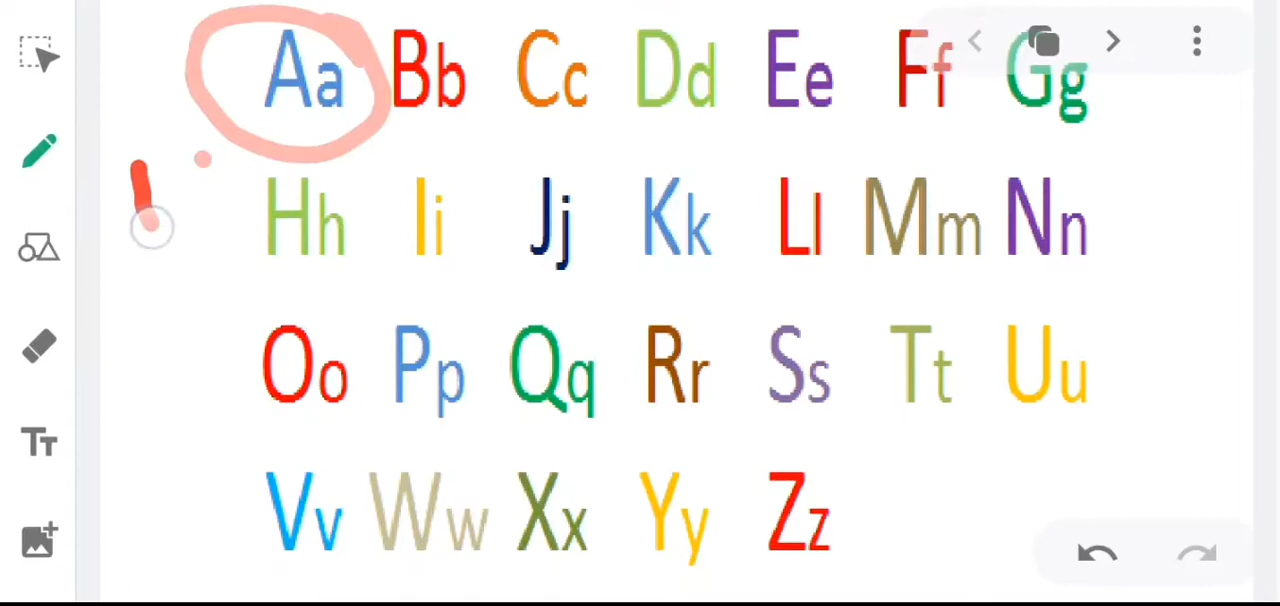 Aa Bb Cc Dd Ee Ff Gg
Hh Ii Jj Kk Ll Mm Nn
Oo Pp Qq Rr Ss Tt Uu
Vv Ww Xx Yy Zz
TT